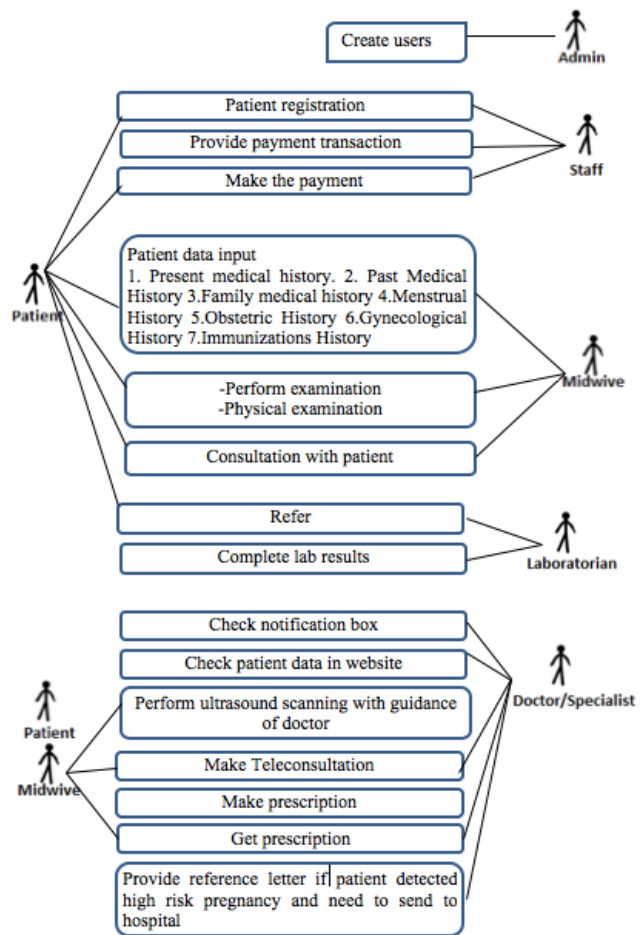 Create users
Admin
Patient registration
Provide payment transaction
Staff
Make the payment
Patient data input
1. Present medical history. 2. Past Medical
History 3.Family medical history 4.Menstrual
History 5.Obstetric History 6.Gynecological
History 7.Immunizations History
Patient
Midwive
-Perform examination
-Physical examination
Consultation with patient
Refer
Complete lab results
Laboratorian
Check notification box
Check patient data in website
Doctor/Specialist
Perform ultrasound scanning with guidance
of doctor
Patient
Make Teleconsultation
Midwive
Make prescription
Get prescription
Provide reference letter if patient detected
high risk pregnancy and need to send to
hospital